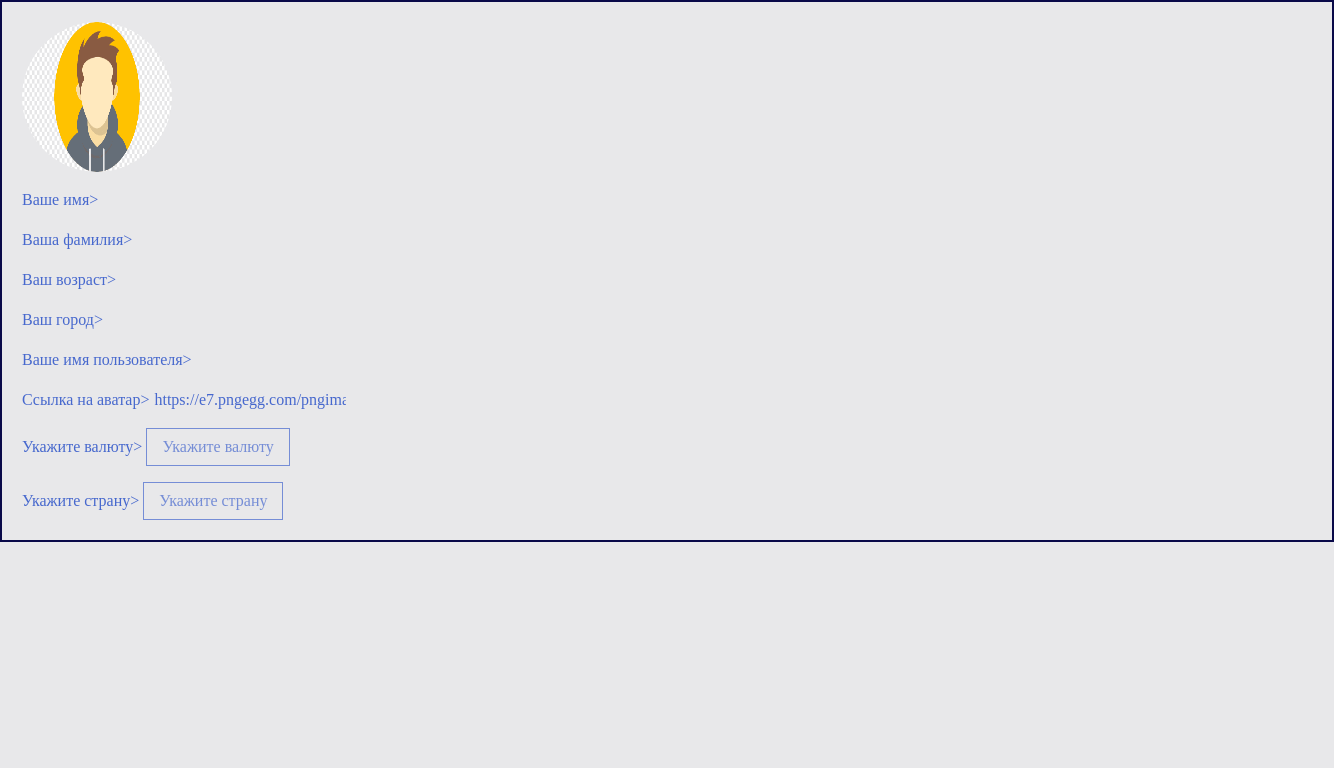 Ваше имя>
Ваша фамилия>
Ваш возраст>
Ваш город>
Ваше имя пользователя>
Ссылка на аватар> https://e7.pngegg.com/pngima
Укажите валюту> Укажите валюту
Укажите страну> Укажите страну